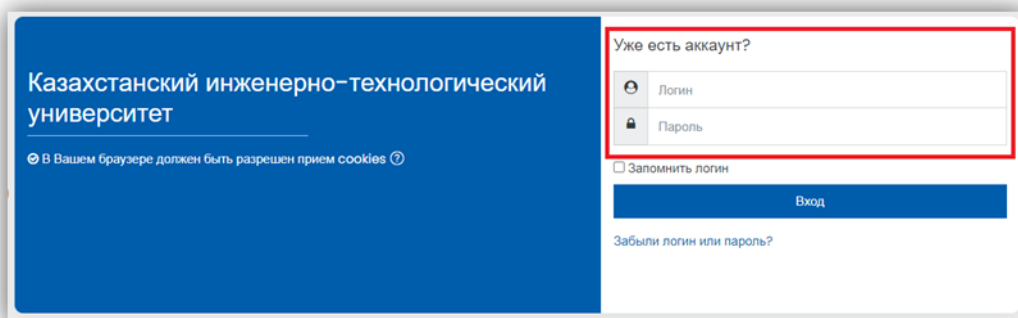 Казахстанский инженерно-технологический
университет
В Вашем браузере должен быть разрешен прием cookies
Уже есть аккаунт?
Логин
Пароль
Запомнить логин
Вход
Забыли логин или пароль?